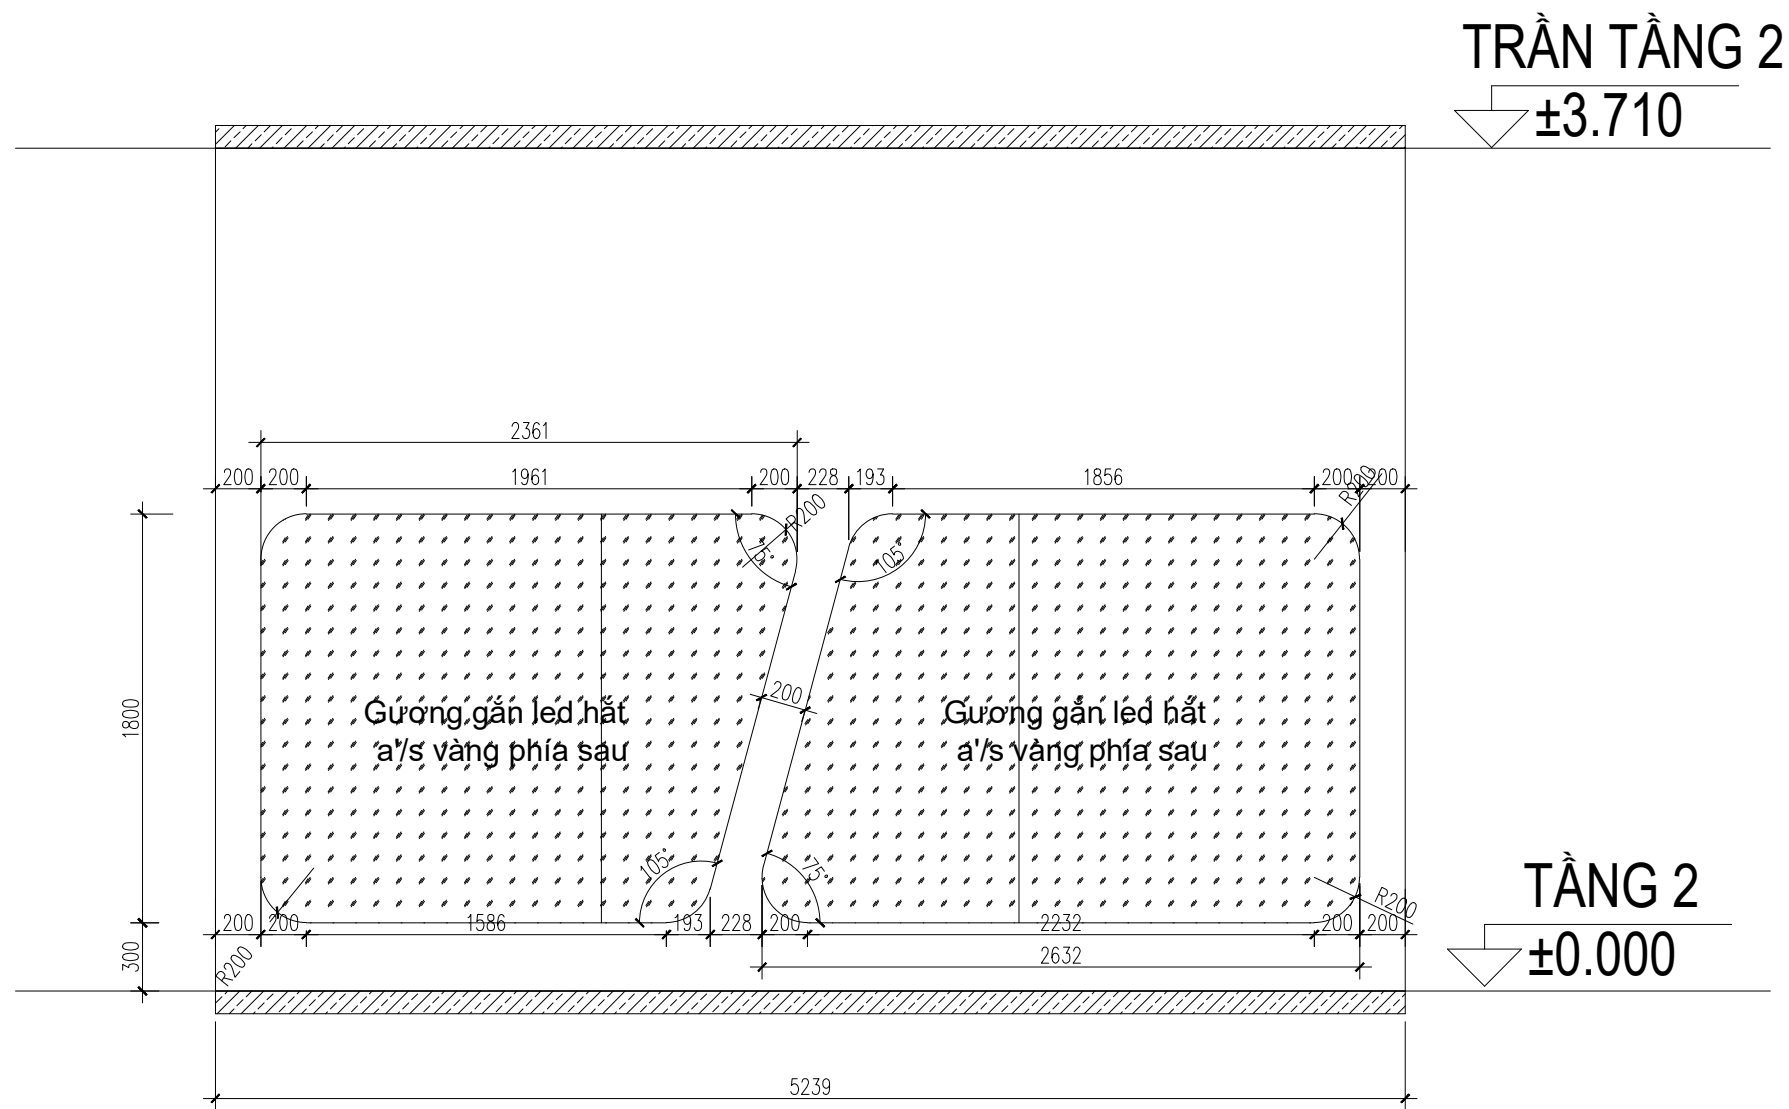 TRẦN TẦNG 2
±3.710
2361
200 200 1961 200 228 193 1856 200 200
R200
R200
75°
105°
1800
200
Gương gắn led hắt
a'/s vàng phía sau
Gương gắn led hắt
a'/s vàng phía sau
105°
75°
TẦNG 2
R200
200 200 1586 193 228 200 2232 200 200
±0.000
300
R200
2632
5239